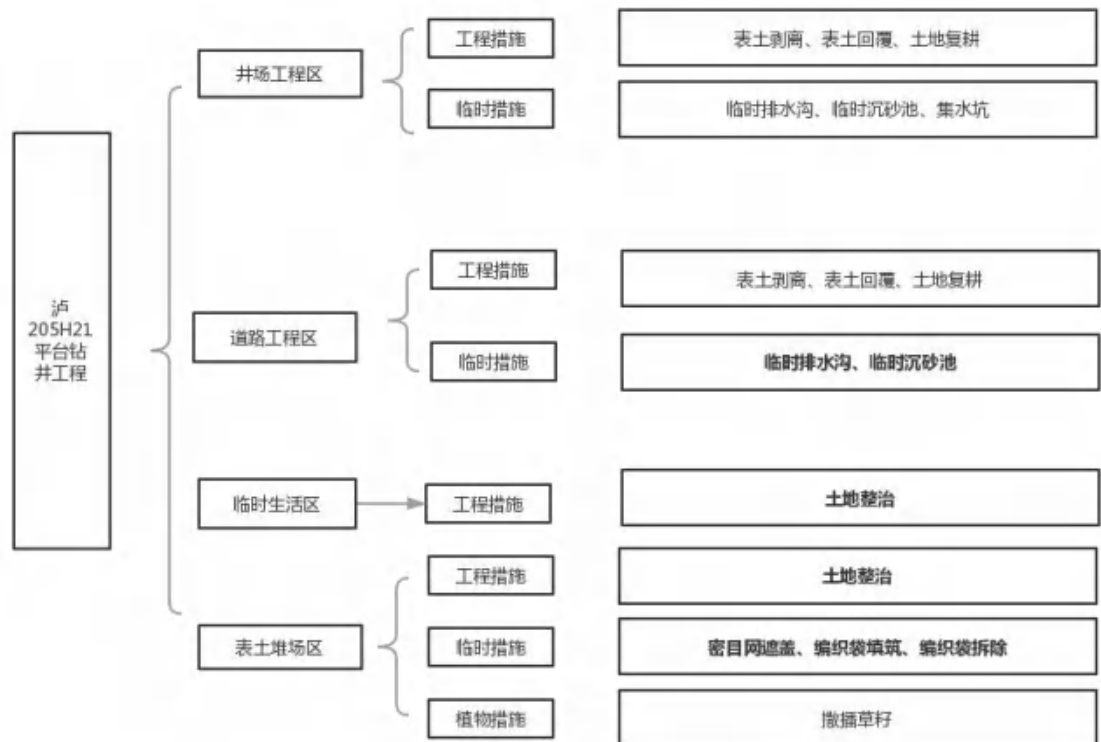 泸
205H21
平台钻
井工程
井场工程区
工程措施
表土剥离、表土回覆、土地复耕
临时措施
临时排水沟、临时沉砂池、集水坑
道路工程区
工程措施
表土剥离、表土回覆、土地复耕
临时措施
临时排水沟、临时沉砂池
临时生活区
工程措施
土地整治
表土堆场区
工程措施
土地整治
临时措施
密目网遮盖、编织袋填筑、编织袋拆除
植物措施
撒播草籽